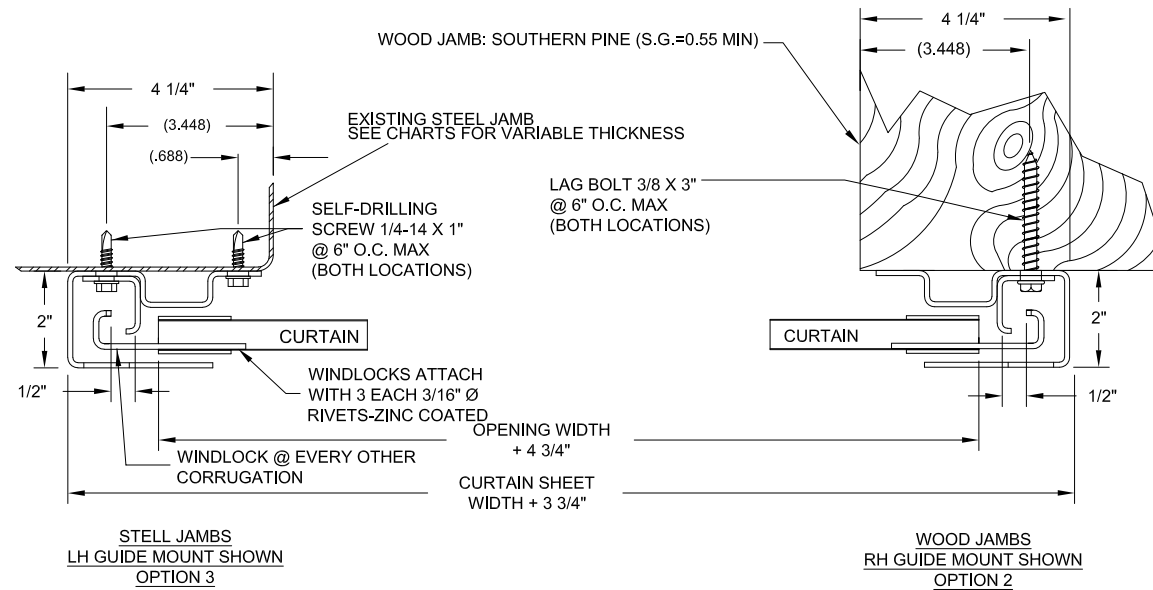 4 1/4"
(3.448)
(.688)
EXISTING STEEL JAMB
SEE CHARTS FOR VARIABLE THICKNESS
SELF-DRILLING
SCREW 1/4-14 X 1"
@ 6" O.C. MAX
(BOTH LOCATIONS)
2"
1/2"
CURTAIN
WINDLOCKS ATTACH
WITH 3 EACH 3/16" Ø
RIVETS-ZINC COATED
WINDLOCK @ EVERY OTHER
CORRUGATION
OPENING WIDTH
+ 4 3/4"
CURTAIN SHEET
WIDTH + 3 3/4"
STELL JAMBS
LH GUIDE MOUNT SHOWN
OPTION 3
WOOD JAMB: SOUTHERN PINE (S.G.=0.55 MIN)
4 1/4"
(3.448)
LAG BOLT 3/8 X 3"
@ 6" O.C. MAX
(BOTH LOCATIONS)
CURTAIN
2"
1/2"
WOOD JAMBS
RH GUIDE MOUNT SHOWN
OPTION 2